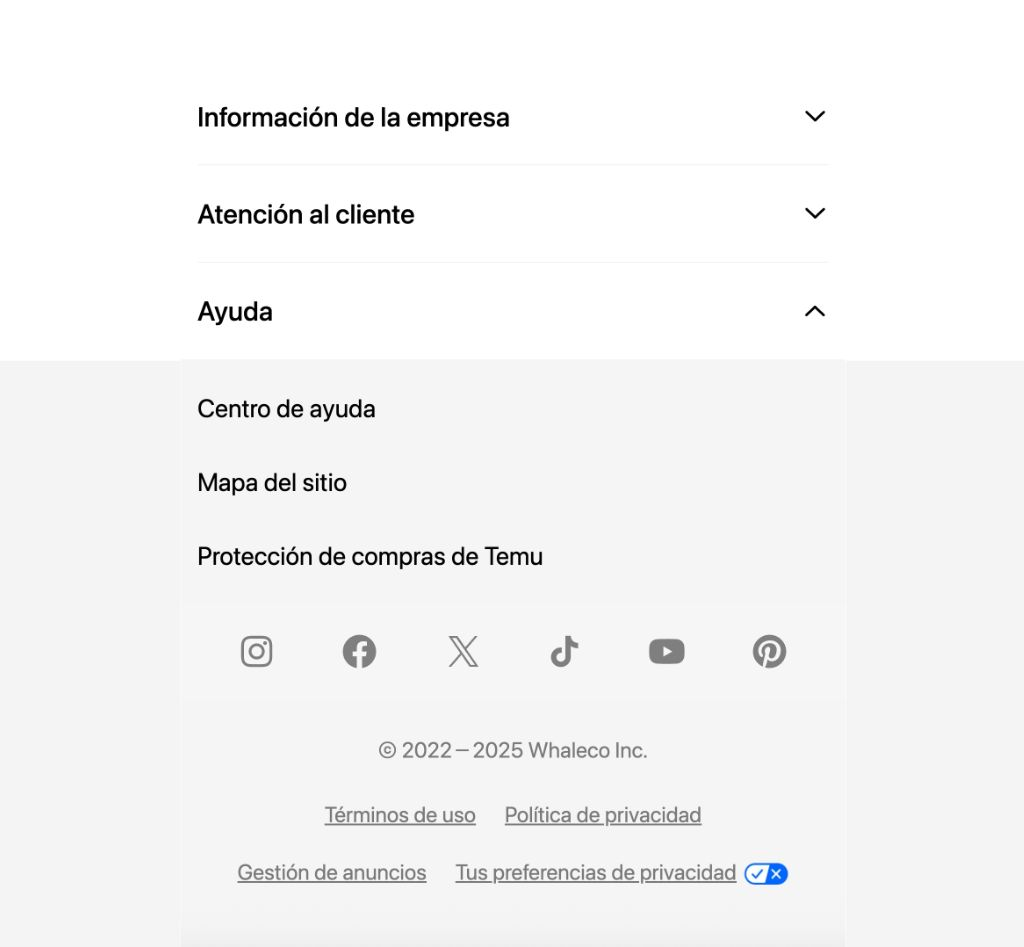 Información de la empresa
Atención al cliente
Ayuda
Centro de ayuda
Mapa del sitio
Protección de compras de Temu
© 2022 – 2025 Whaleco Inc.
Términos de uso Política de privacidad
Gestión de anuncios Tus preferencias de privacidad